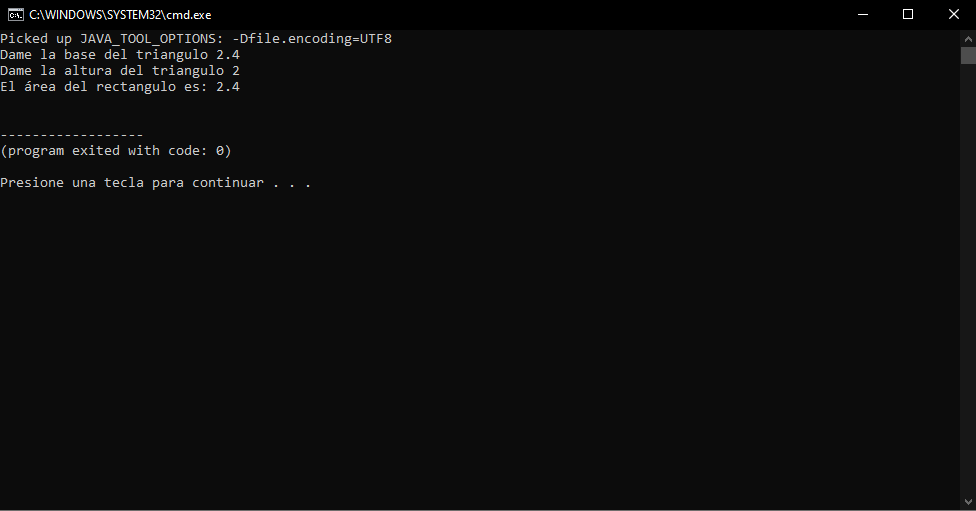 C:\WINDOWS\SYSTEM32\cmd.exe
Picked up JAVA_TOOL_OPTIONS: -Dfile.encoding=UTF8
Dame la base del triangulo 2.4
Dame la altura del triangulo 2
El área del rectangulo es: 2.4
------------------
(program exited with code: 0)
Presione una tecla para continuar . . .